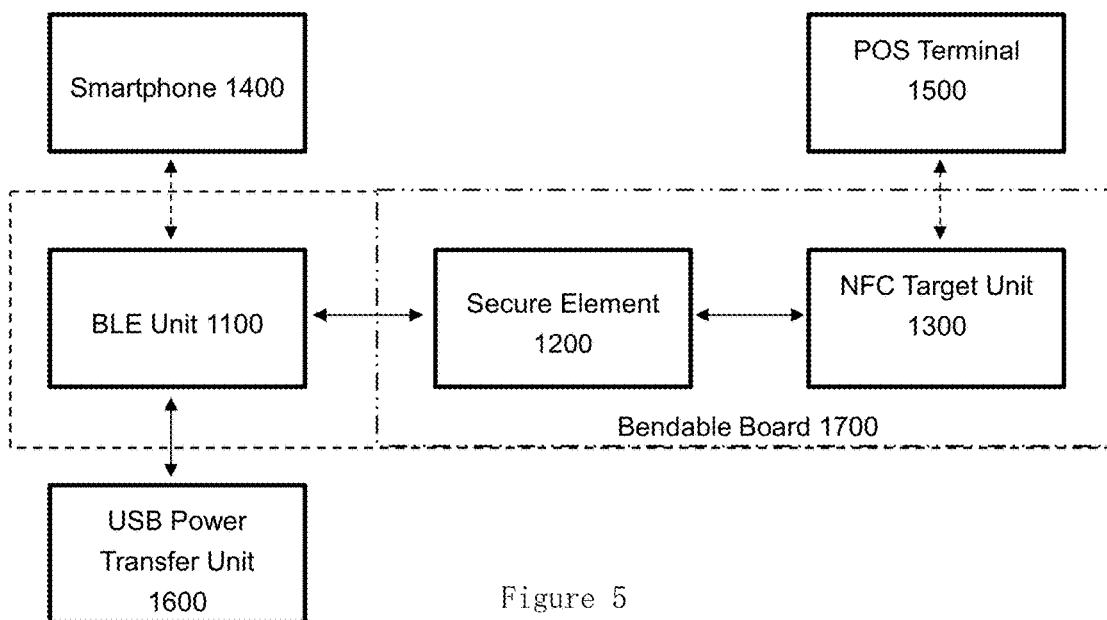 Smartphone 1400
POS Terminal
1500
BLE Unit 1100
Secure Element
1200
NFC Target Unit
1300
Bendable Board 1700
USB Power
Transfer Unit
1600
Figure 5